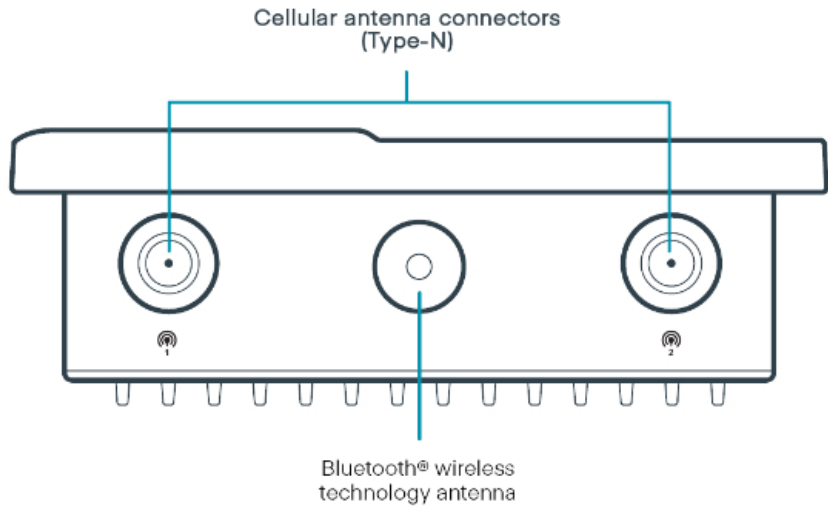 Cellular antenna connectors
(Type-N)
1
2
Bluetooth® wireless
technology antenna